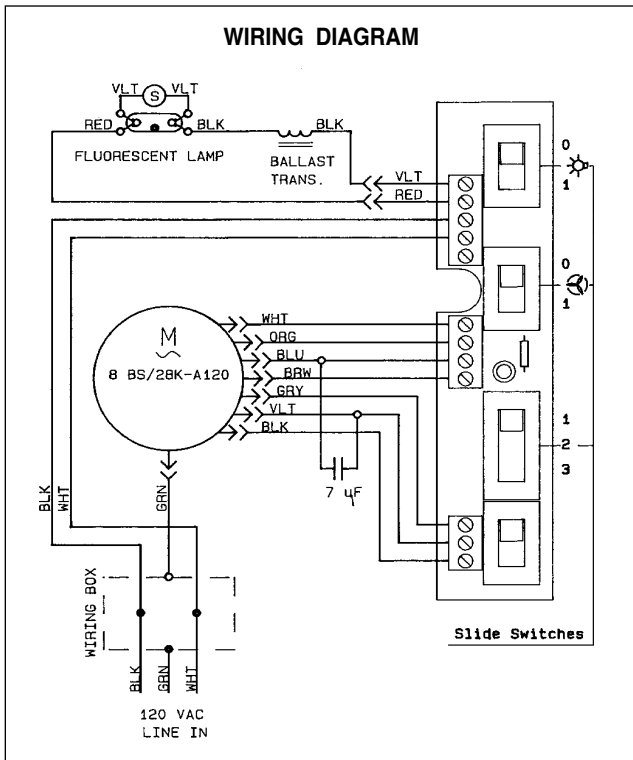 WIRING DIAGRAM
VLT S VLT
RED BLK BLK
FLUORESCENT LAMP
BALLAST
TRANS.
VLT
RED
0
1
0
1
WHT
ORG
BLU
BRW
GRY
VLT
BLK
M
8 BS/28K-A120
7 µF
1
2
3
BLK
WHT
GRN
WIRING BOX
Slide Switches
BLK
GRN
WHT
120 VAC
LINE IN